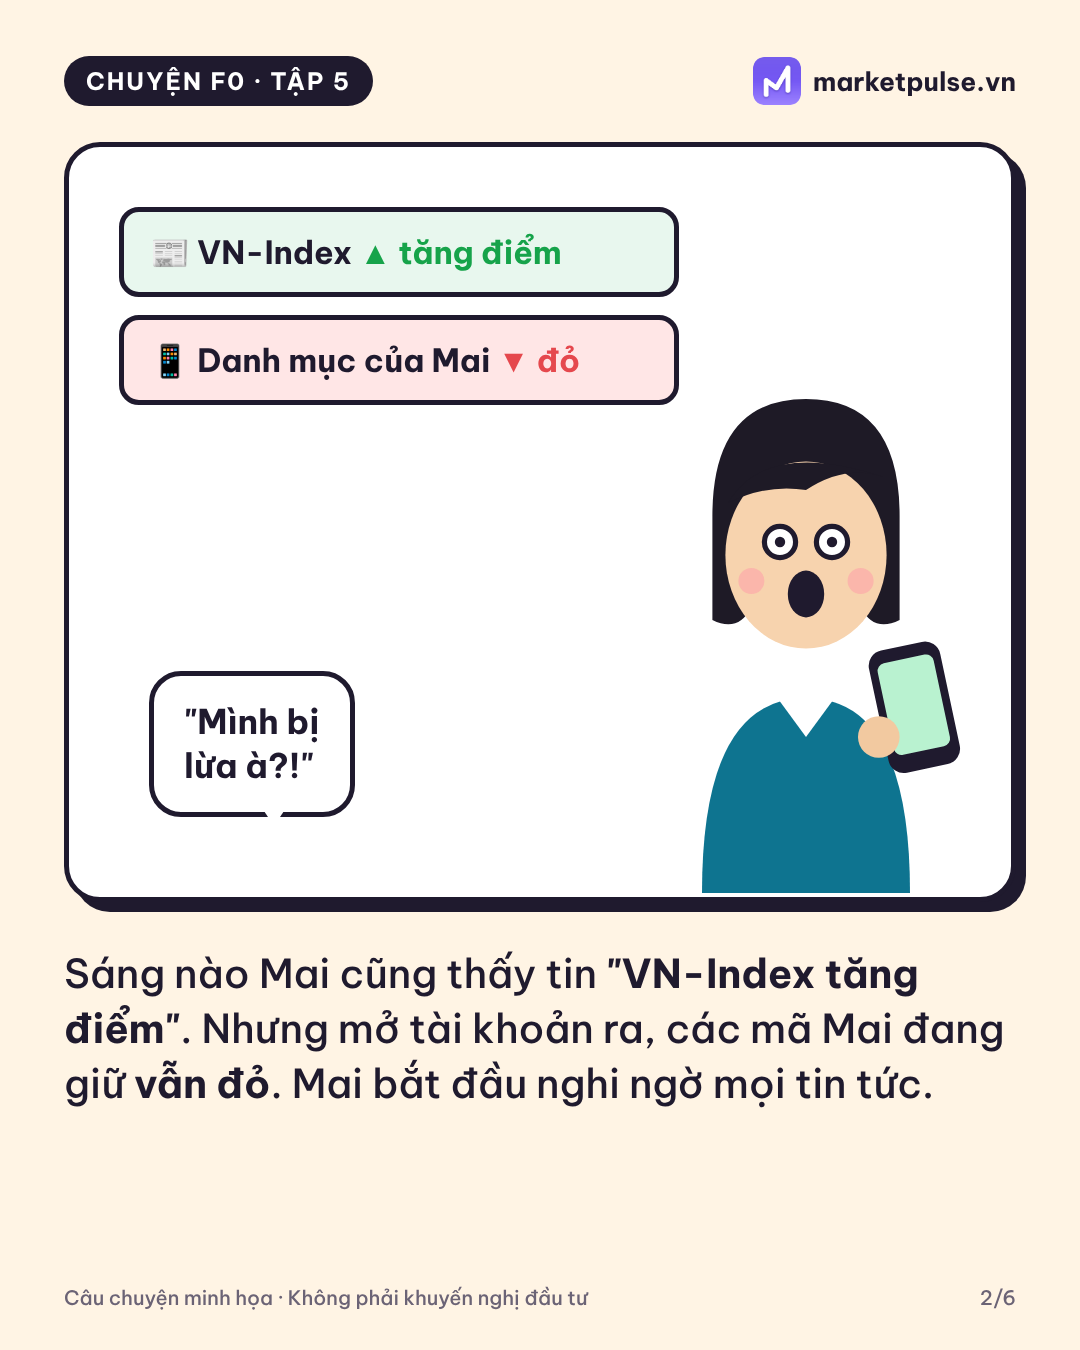 CHUYỆN F0 · TẬP 5
marketpulse.vn
VN-Index ▲ tăng điểm
Danh mục của Mai ▼ đỏ
"Mình bị
lừa à?!"
Sáng nào Mai cũng thấy tin "VN-Index tăng
điểm". Nhưng mở tài khoản ra, các mã Mai đang
giữ vẫn đỏ. Mai bắt đầu nghi ngờ mọi tin tức.
Câu chuyện minh họa · Không phải khuyến nghị đầu tư
2/6